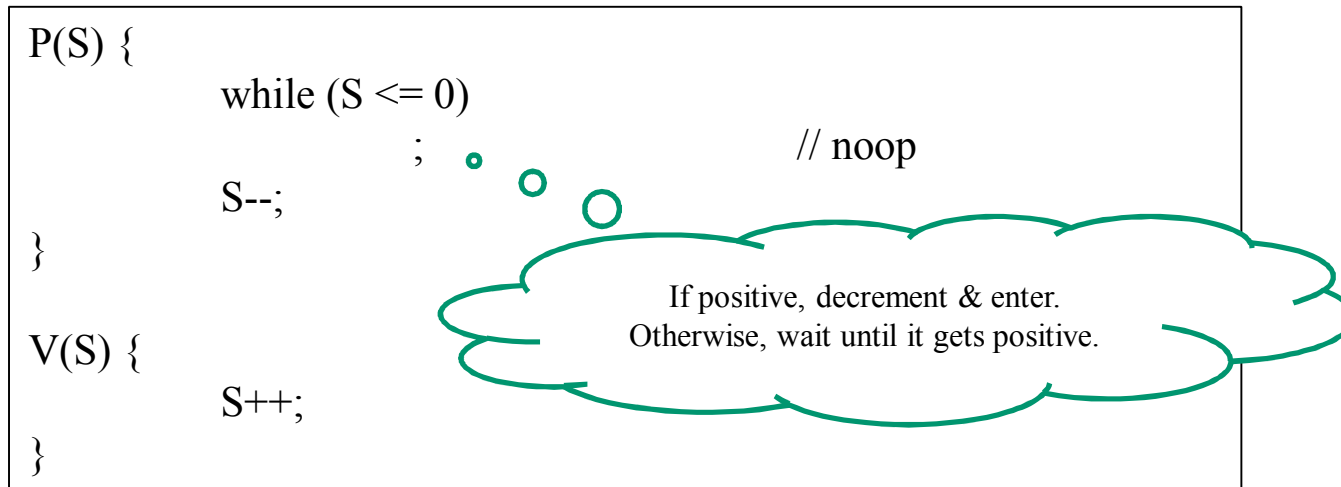 P(S) {
while (S <= 0)
; // noop
S--;
}
If positive, decrement & enter.
Otherwise, wait until it gets positive.
V(S) {
S++;
}